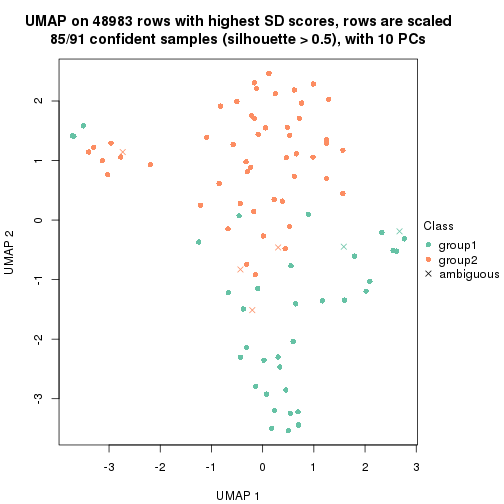 UMAP on 48983 rows with highest SD scores, rows are scaled
85/91 confident samples (silhouette > 0.5), with 10 PCs
2
1
0
-1
-2
-3
UMAP 2
-3
-2
-1
0
1
2
3
UMAP 1
Class
group1
group2
ambiguous